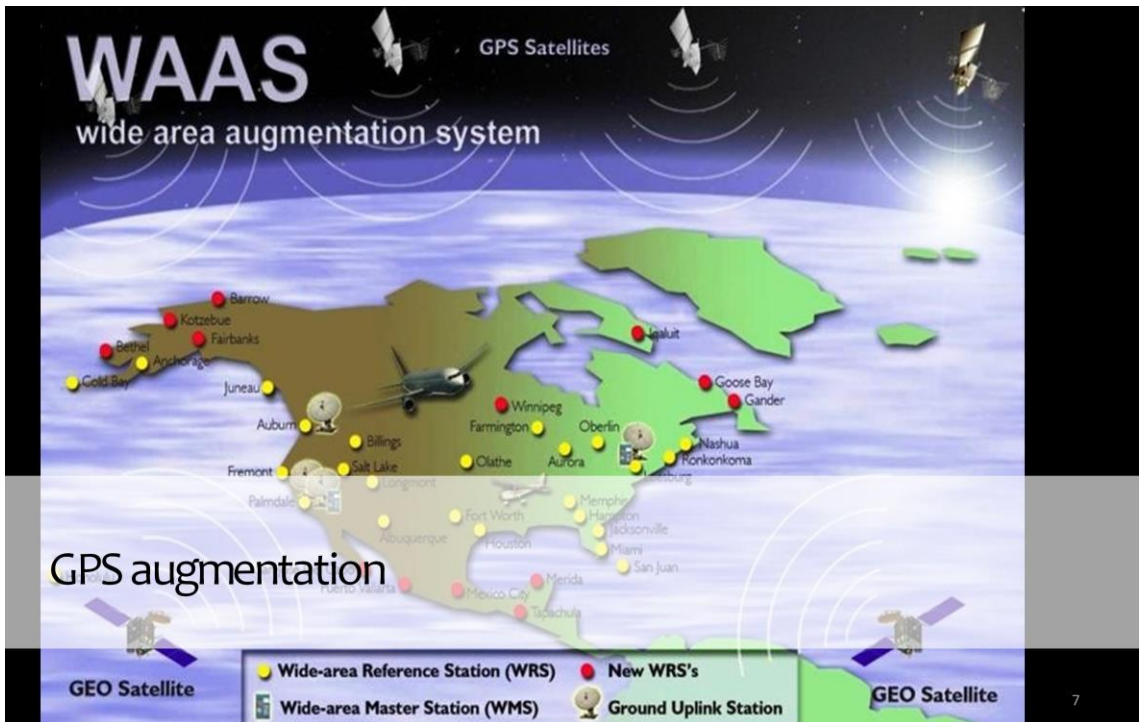 WAAS
GPS Satellites
wide area augmentation system
Barrow
Kotzebue
Fairbanks
Bethel
Anchorage
Cold Bay
Juneau
Iqaluit
Goose Bay
Gander
Winnipeg
Auburn
Farmington
Oberlin
Billings
Nashua
Ronkonkoma
Aurora
Olathe
Fremont
Salt Lake
Longmont
Palmdale
Memphis
Fort Worth
Hampton
Albuquerque
Houston
Jacksonville
Miami
San Juan
GPS augmentation
Puerto Vallarta
Mexico City
Merida
Tapachula
Wide-area Reference Station (WRS)
New WRS's
GEO Satellite
GEO Satellite
Wide-area Master Station (WMS)
Ground Uplink Station
7